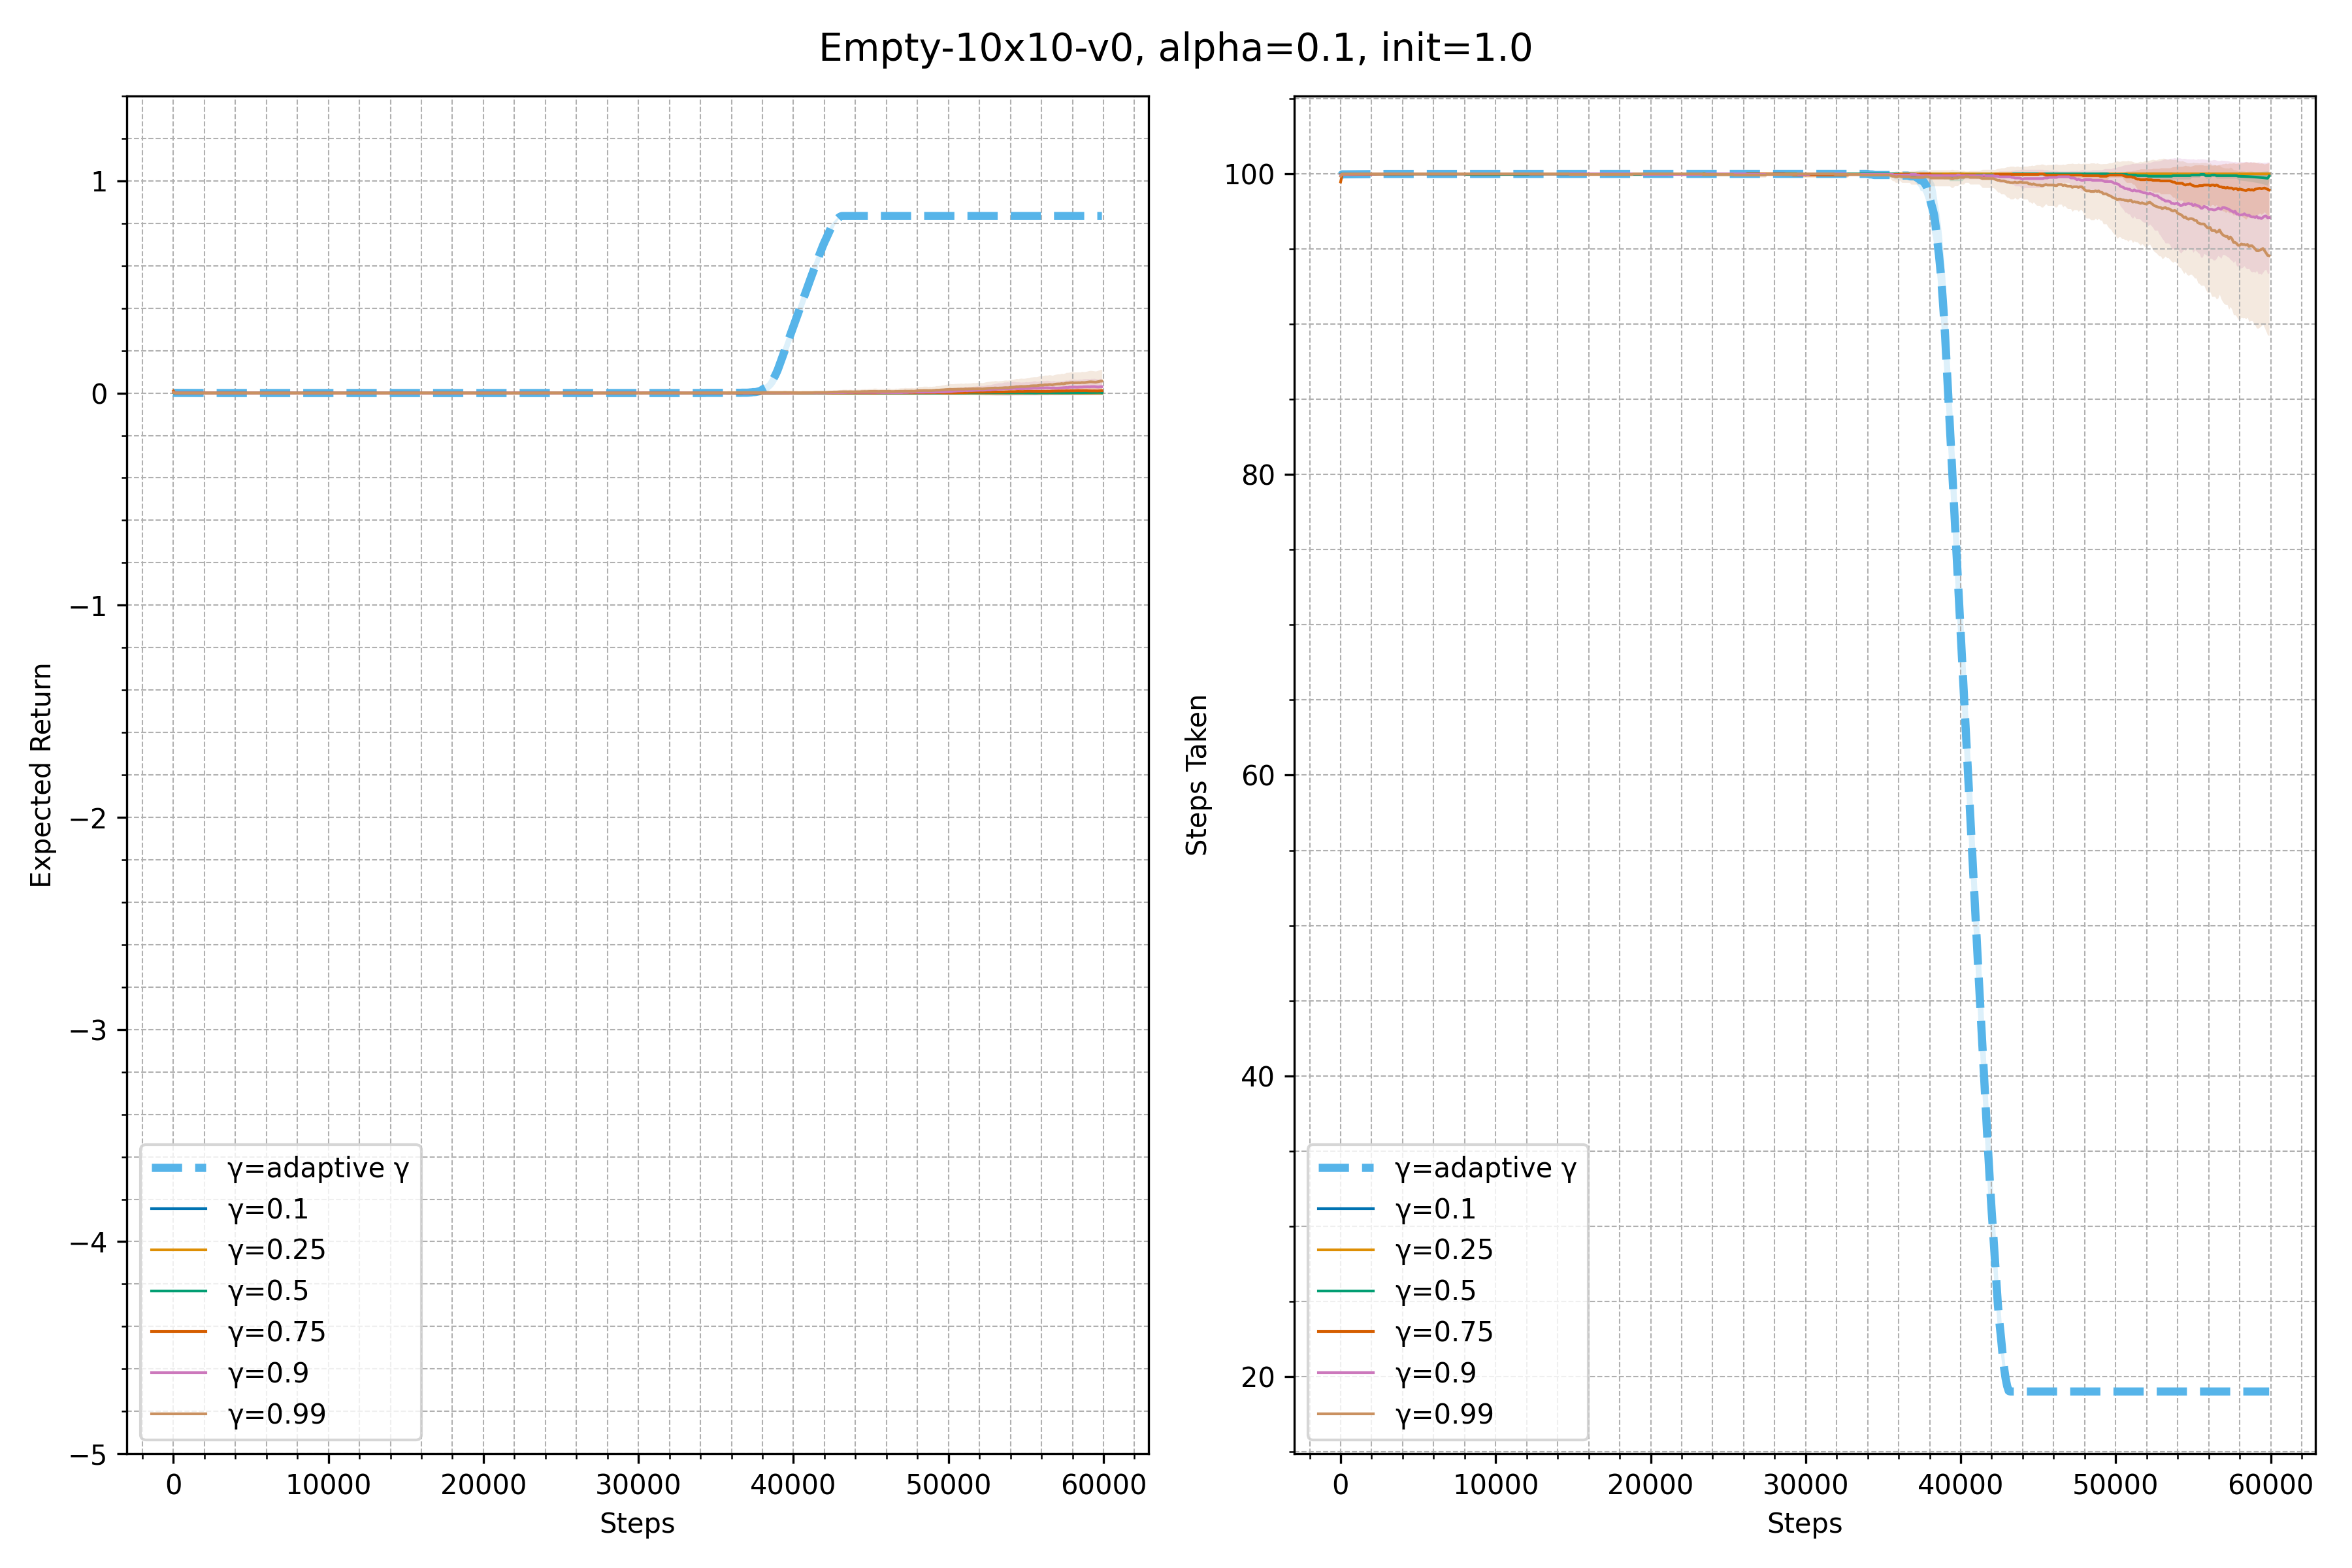 Empty-10x10-v0, alpha=0.1, init=1.0
Expected Return
1
0
−1
−2
−3
−4
−5
γ=adaptive γ
γ=0.1
γ=0.25
γ=0.5
γ=0.75
γ=0.9
γ=0.99
0 10000 20000 30000 40000 50000 60000
Steps
Steps Taken
100
80
60
40
20
γ=adaptive γ
γ=0.1
γ=0.25
γ=0.5
γ=0.75
γ=0.9
γ=0.99
0 10000 20000 30000 40000 50000 60000
Steps